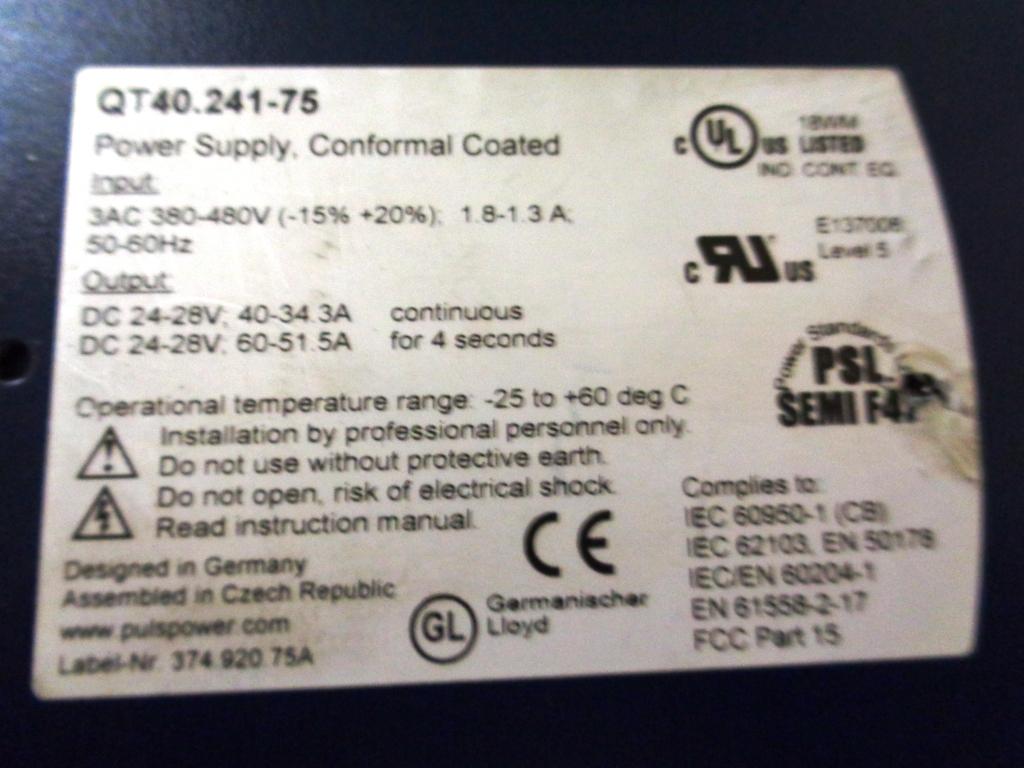 QT40.241-75
Power Supply, Conformal Coated
Input:
3AC 380-480V (-15% +20%); 1.8-1.3 A;
50-60Hz
Output:
DC 24-28V; 40-34.3A continuous
DC 24-28V; 60-51.5A for 4 seconds
Operational temperature range: -25 to +60 deg C
Installation by professional personnel only.
Do not use without protective earth.
Do not open, risk of electrical shock.
Read instruction manual.
Designed in Germany
Assembled in Czech Republic
www.pulspower.com
Label-Nr. 374.920.75A
C UL US 18WM
LISTED
IND. CONT. EQ.
C RU US E137006
Level 5
Power Standards
PSL
SEMI F47
CE
GL Germanischer
Lloyd
Complies to:
IEC 60950-1 (CB)
IEC 62103, EN 50178
IEC/EN 60204-1
EN 61558-2-17
FCC Part 15